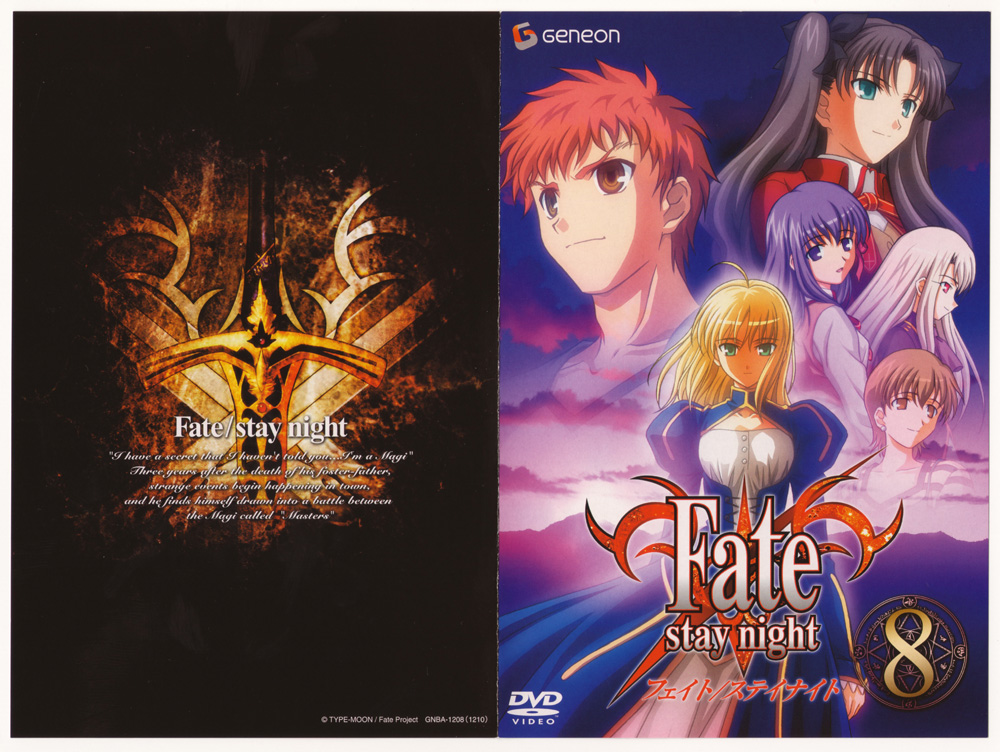 Fate/stay night
"I have a secret that I haven't told you...I'm a Magi"
Three years after the death of his foster-father,
strange events begin happening in town,
and he finds himself drawn into a battle between
the Magi called "Masters"
© TYPE-MOON / Fate Project GNBA-1208 (1210)
GENEON
Fate
stay night
フェイト/ステイナイト
8
DVD
VIDEO